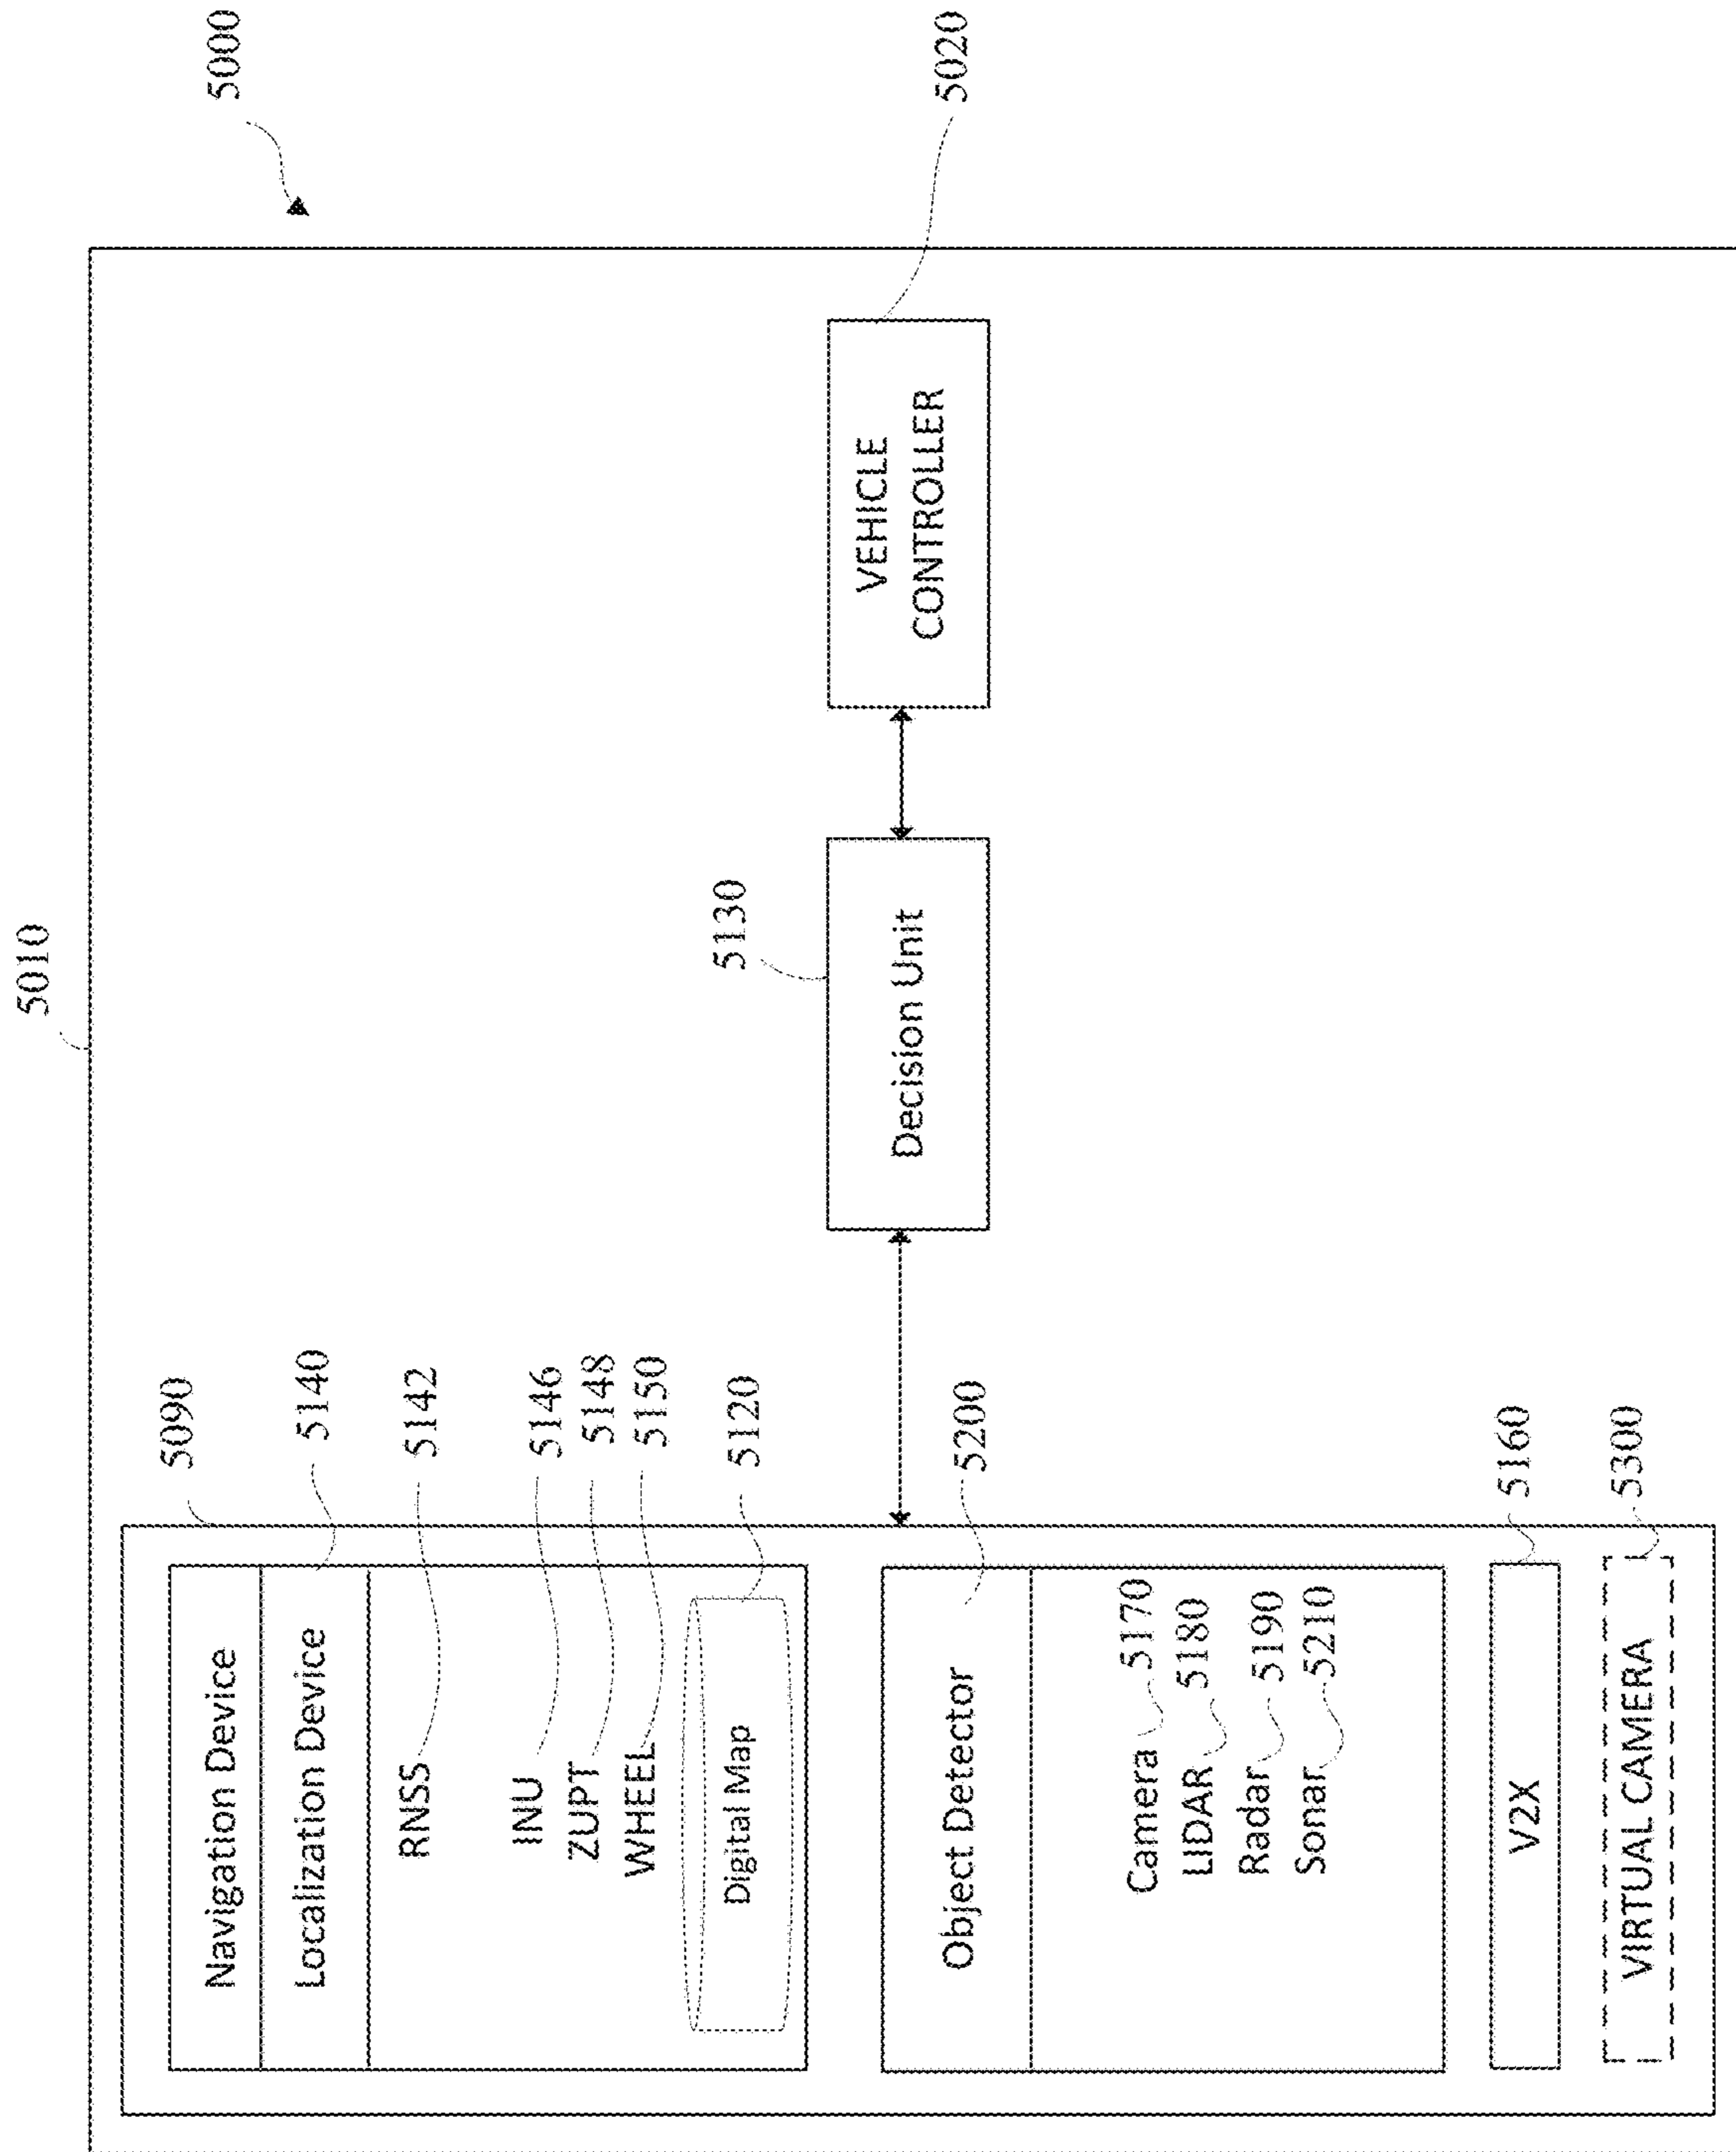 5000
5010
5090
Navigation Device
Localization Device
5140
RNSS
5142
INU
5146
ZUPT
5148
WHEEL
5150
Digital Map
5120
5130
Decision Unit
VEHICLE
CONTROLLER
5020
Object Detector
5200
Camera 5170
LIDAR 5180
Radar 5190
Sonar 5210
V2X
5160
VIRTUAL CAMERA
5300